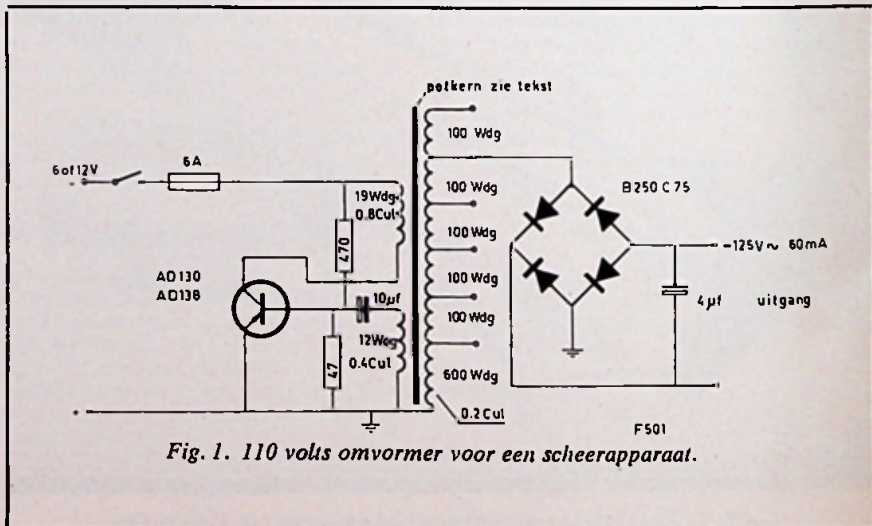 potkern zie tekst
100 Wdg
6of12V
6A
19Wdg
0.8Cul
100 Wdg
B250 C75
100 Wdg
470
-125V~ 60mA
100 Wdg
AD130
AD138
10µf
4µf uitgang
100 Wdg
12Wdg
0.4Cul
47
600 Wdg
0.2Cul
F501
Fig. 1. 110 volts omvormer voor een scheerapparaat.